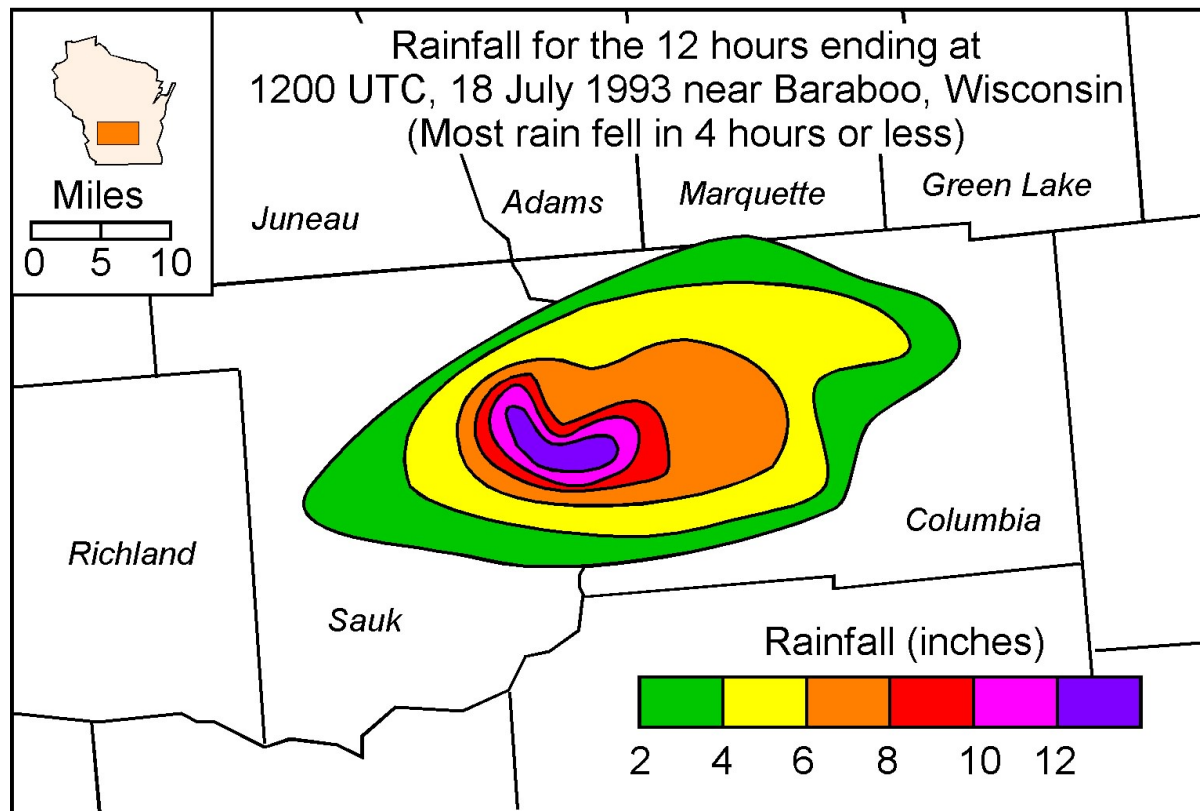 Rainfall for the 12 hours ending at
1200 UTC, 18 July 1993 near Baraboo, Wisconsin
(Most rain fell in 4 hours or less)
Miles
0 5 10
Juneau
Adams
Marquette
Green Lake
Richland
Sauk
Columbia
Rainfall (inches)
2 4 6 8 10 12